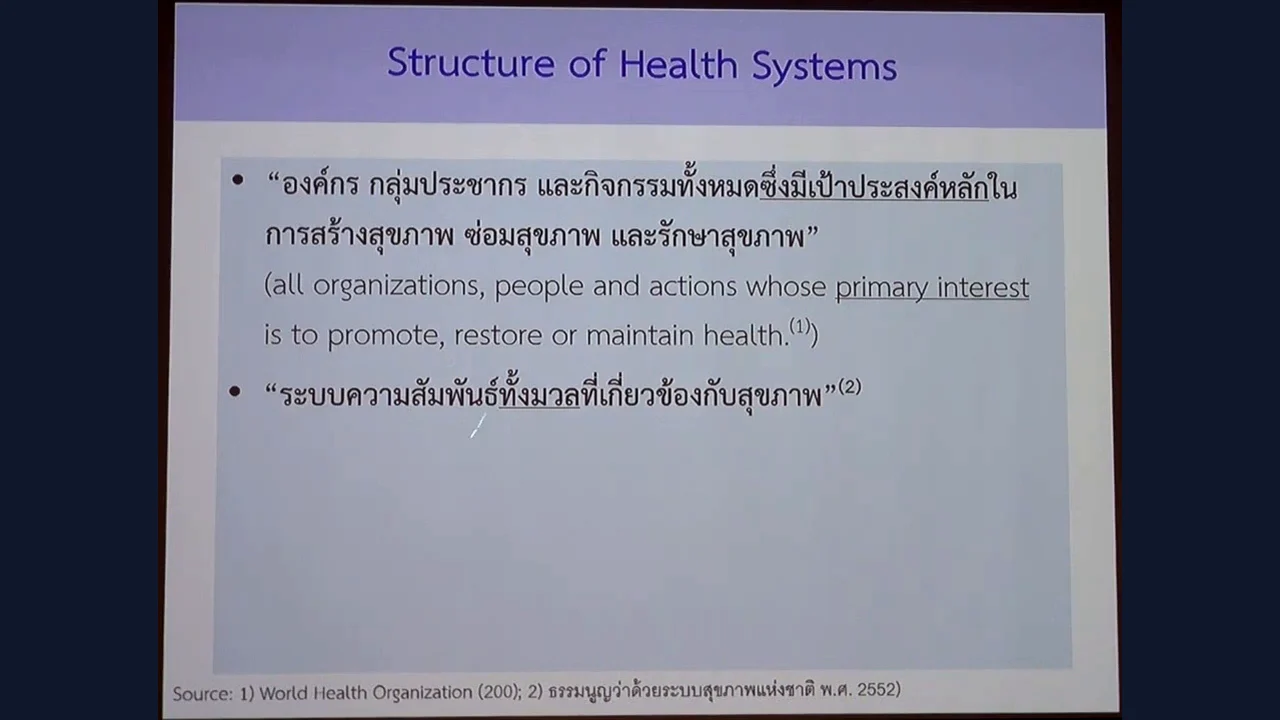 Structure of Health Systems
• “องค์กร กลุ่มประชากร และกิจกรรมทั้งหมดซึ่งมีเป้าประสงค์หลักใน
การสร้างสุขภาพ ซ่อมสุขภาพ และรักษาสุขภาพ”
(all organizations, people and actions whose primary interest
is to promote, restore or maintain health.(1))
• “ระบบความสัมพันธ์ทั้งมวลที่เกี่ยวข้องกับสุขภาพ”(2)
Source: 1) World Health Organization (200); 2) ธรรมนูญว่าด้วยระบบสุขภาพแห่งชาติ พ.ศ. 2552)